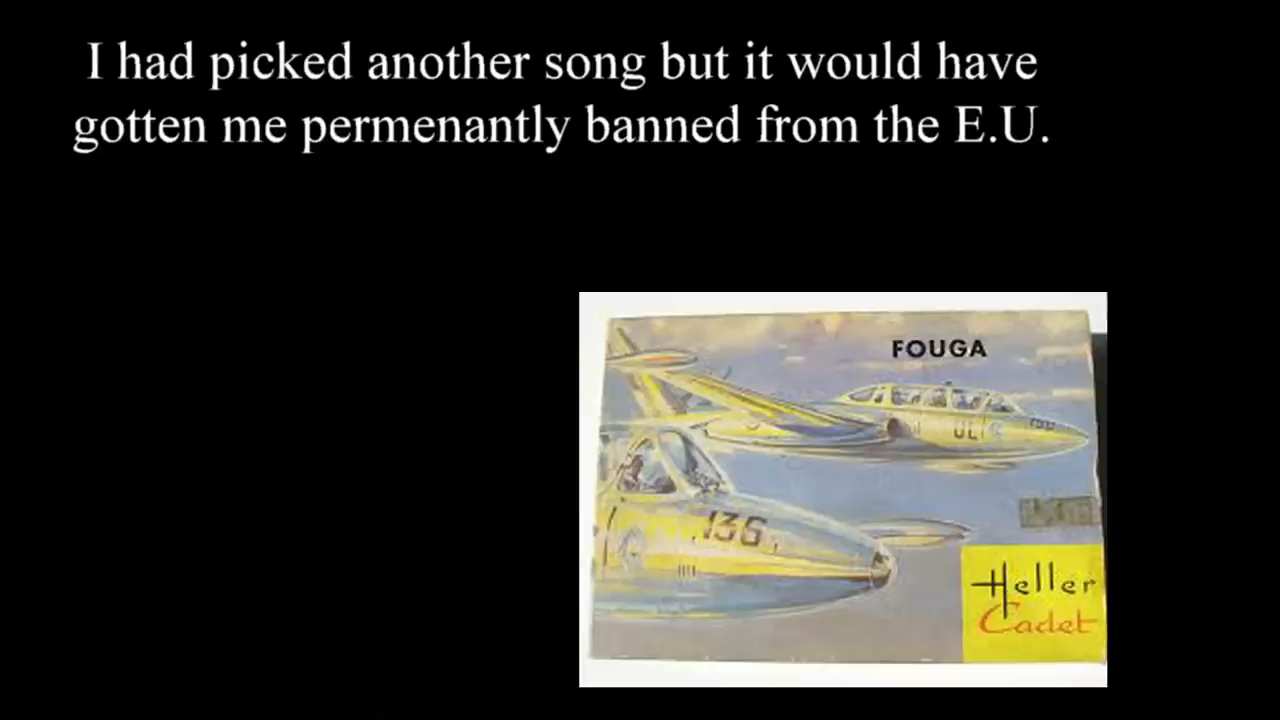 I had picked another song but it would have
gotten me permenantly banned from the E.U.
FOUGA
136
Heller
Cadet